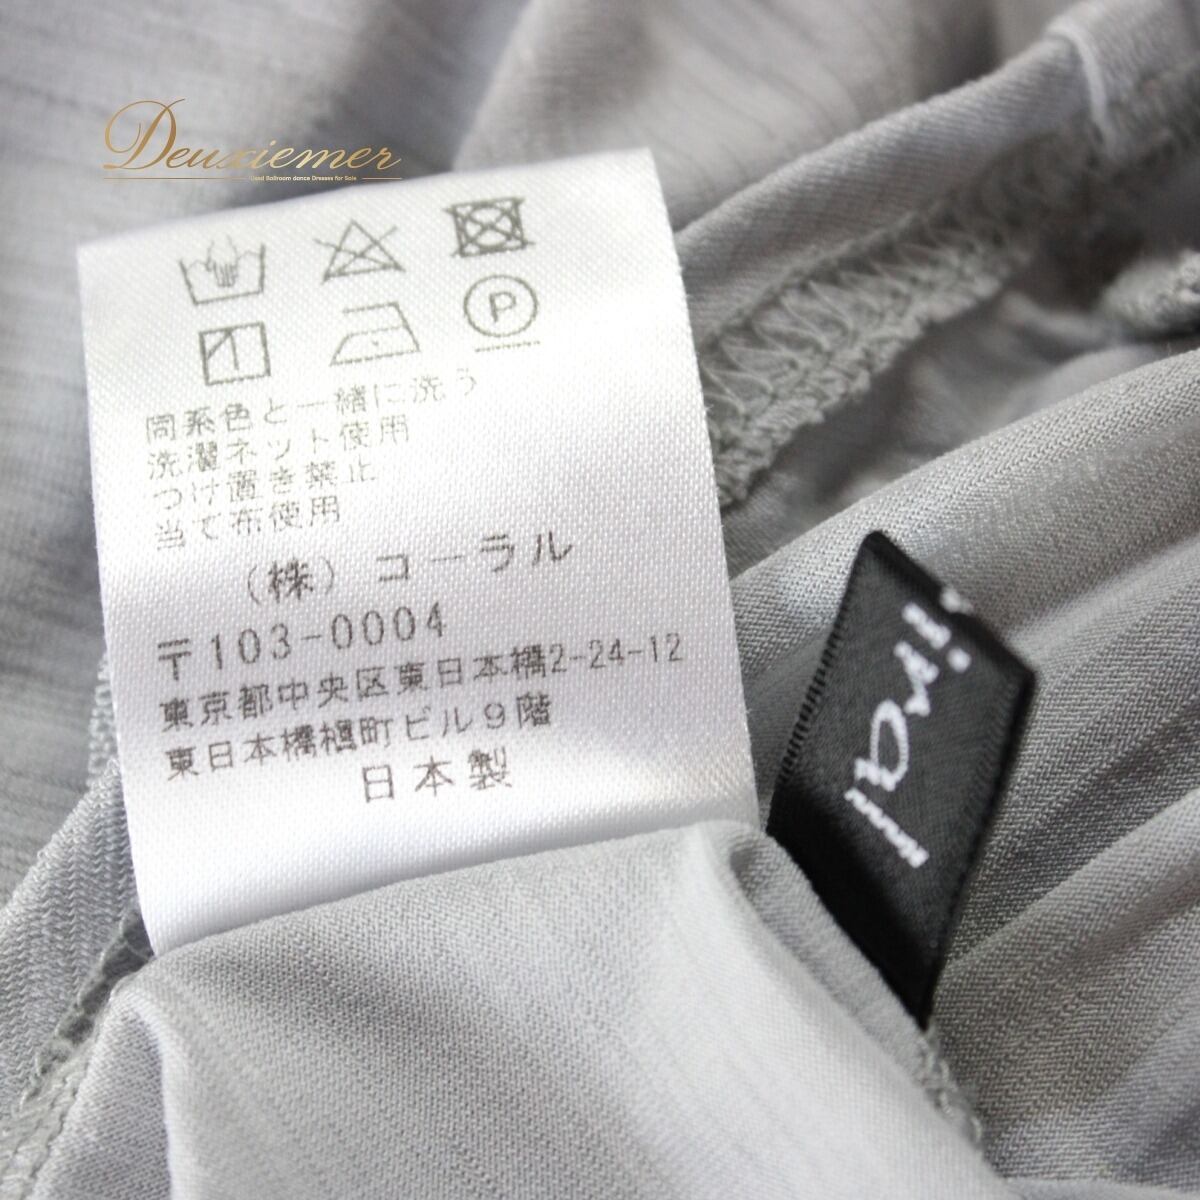 Deuxiemer
Used Ballroom dance Dresses for Sale
P
同系色と一緒に洗う
洗濯ネット使用
つけ置き禁止
当て布使用
(株) コーラル
〒103-0004
東京都中央区東日本橋2-24-12
東日本橋槇町ビル9階
日本製